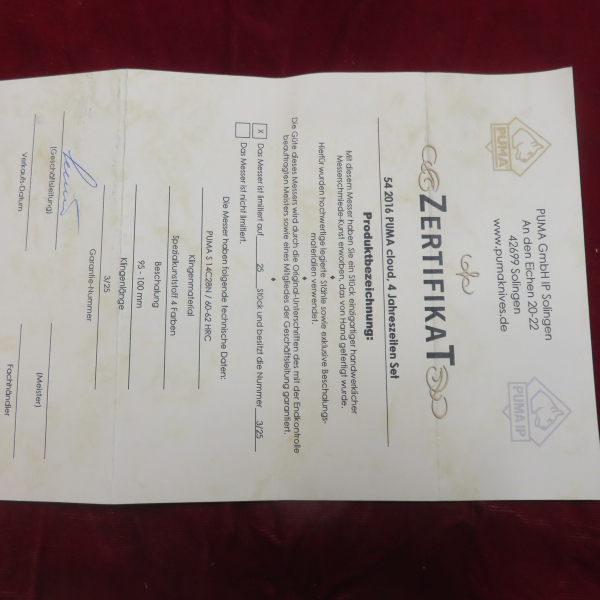 PUMA
PUMA IP
PUMA GmbH IP Solingen
An den Eichen 20-22
42699 Solingen
www.pumaknives.de
ZERTIFIKAT
54 2016 PUMA cloud, 4 Jahreszeiten Set
Produktbezeichnung:
Mit diesem Messer haben Sie ein Stück einzigartiger handwerklicher
Messerschmiede-Kunst erworben, das von Hand gefertigt wurde.
Hierfür wurden hochwertige legierte Stähle sowie exklusive Beschalungs-
materialien verwendet.
Die Güte dieses Messers wird durch die Original-Unterschriften des mit der Endkontrolle
beauftragten Meisters sowie eines Mitgliedes der Geschäftsleitung garantiert.
X Das Messer ist limitiert auf 25 Stück und besitzt die Nummer 3/25
Das Messer ist nicht limitiert.
Die Messer haben folgende technische Daten:
PUMA S 14C28N / 60-62 HRC
Klingenmaterial
Spezialkunststoff 4 Farben
Beschalung
95 - 100 mm
Klingenlänge
3/25
Garantie-Nummer
(Geschäftsleitung)
(Meister)
Verkaufs-Datum
Fachhändler